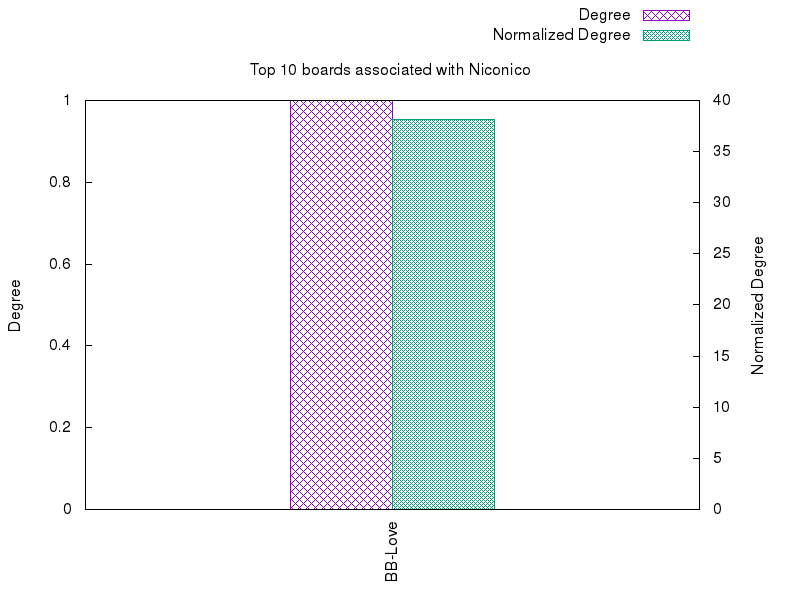 Degree
Normalized Degree
Top 10 boards associated with Niconico
1
0.8
0.6
0.4
0.2
0
40
35
30
25
20
15
10
5
0
Degree
Normalized Degree
BB-Love